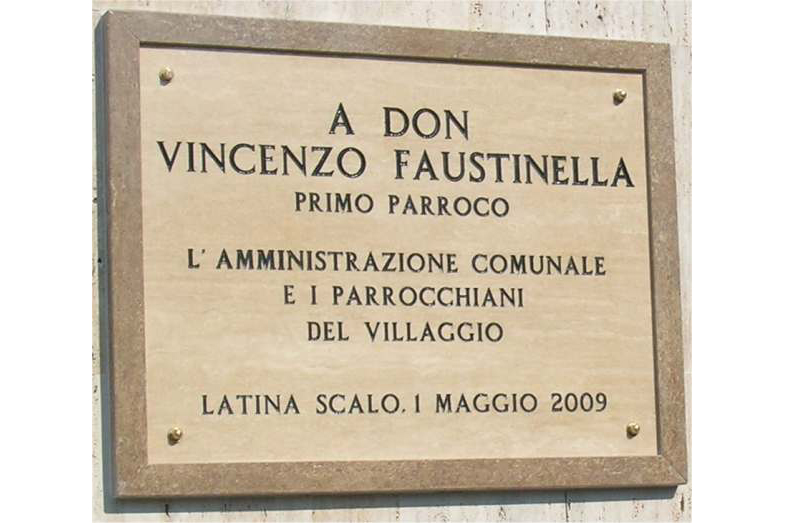 A DON
VINCENZO FAUSTINELLA
PRIMO PARROCO
L' AMMINISTRAZIONE COMUNALE
E I PARROCCHIANI
DEL VILLAGGIO
LATINA SCALO. 1 MAGGIO 2009